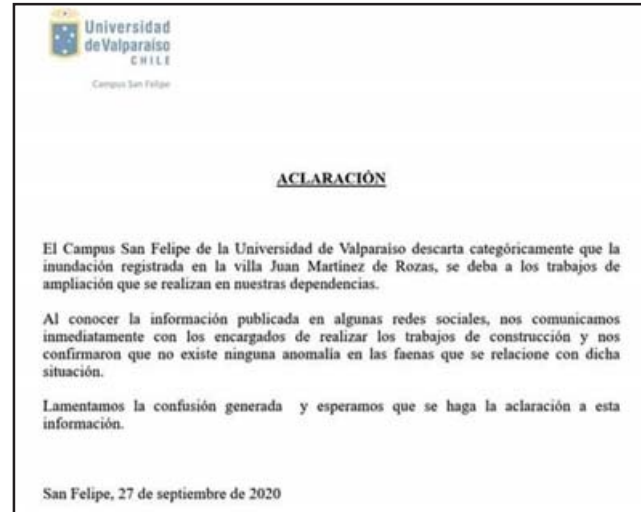 Universidad
de Valparaíso
CHILE
Campus San Felipe
ACLARACIÓN
El Campus San Felipe de la Universidad de Valparaíso descarta categóricamente que la
inundación registrada en la villa Juan Martínez de Rozas, se deba a los trabajos de
ampliación que se realizan en nuestras dependencias.
Al conocer la información publicada en algunas redes sociales, nos comunicamos
inmediatamente con los encargados de realizar los trabajos de construcción y nos
confirmaron que no existe ninguna anomalía en las faenas que se relacione con dicha
situación.
Lamentamos la confusión generada y esperamos que se haga la aclaración a esta
información.
San Felipe, 27 de septiembre de 2020